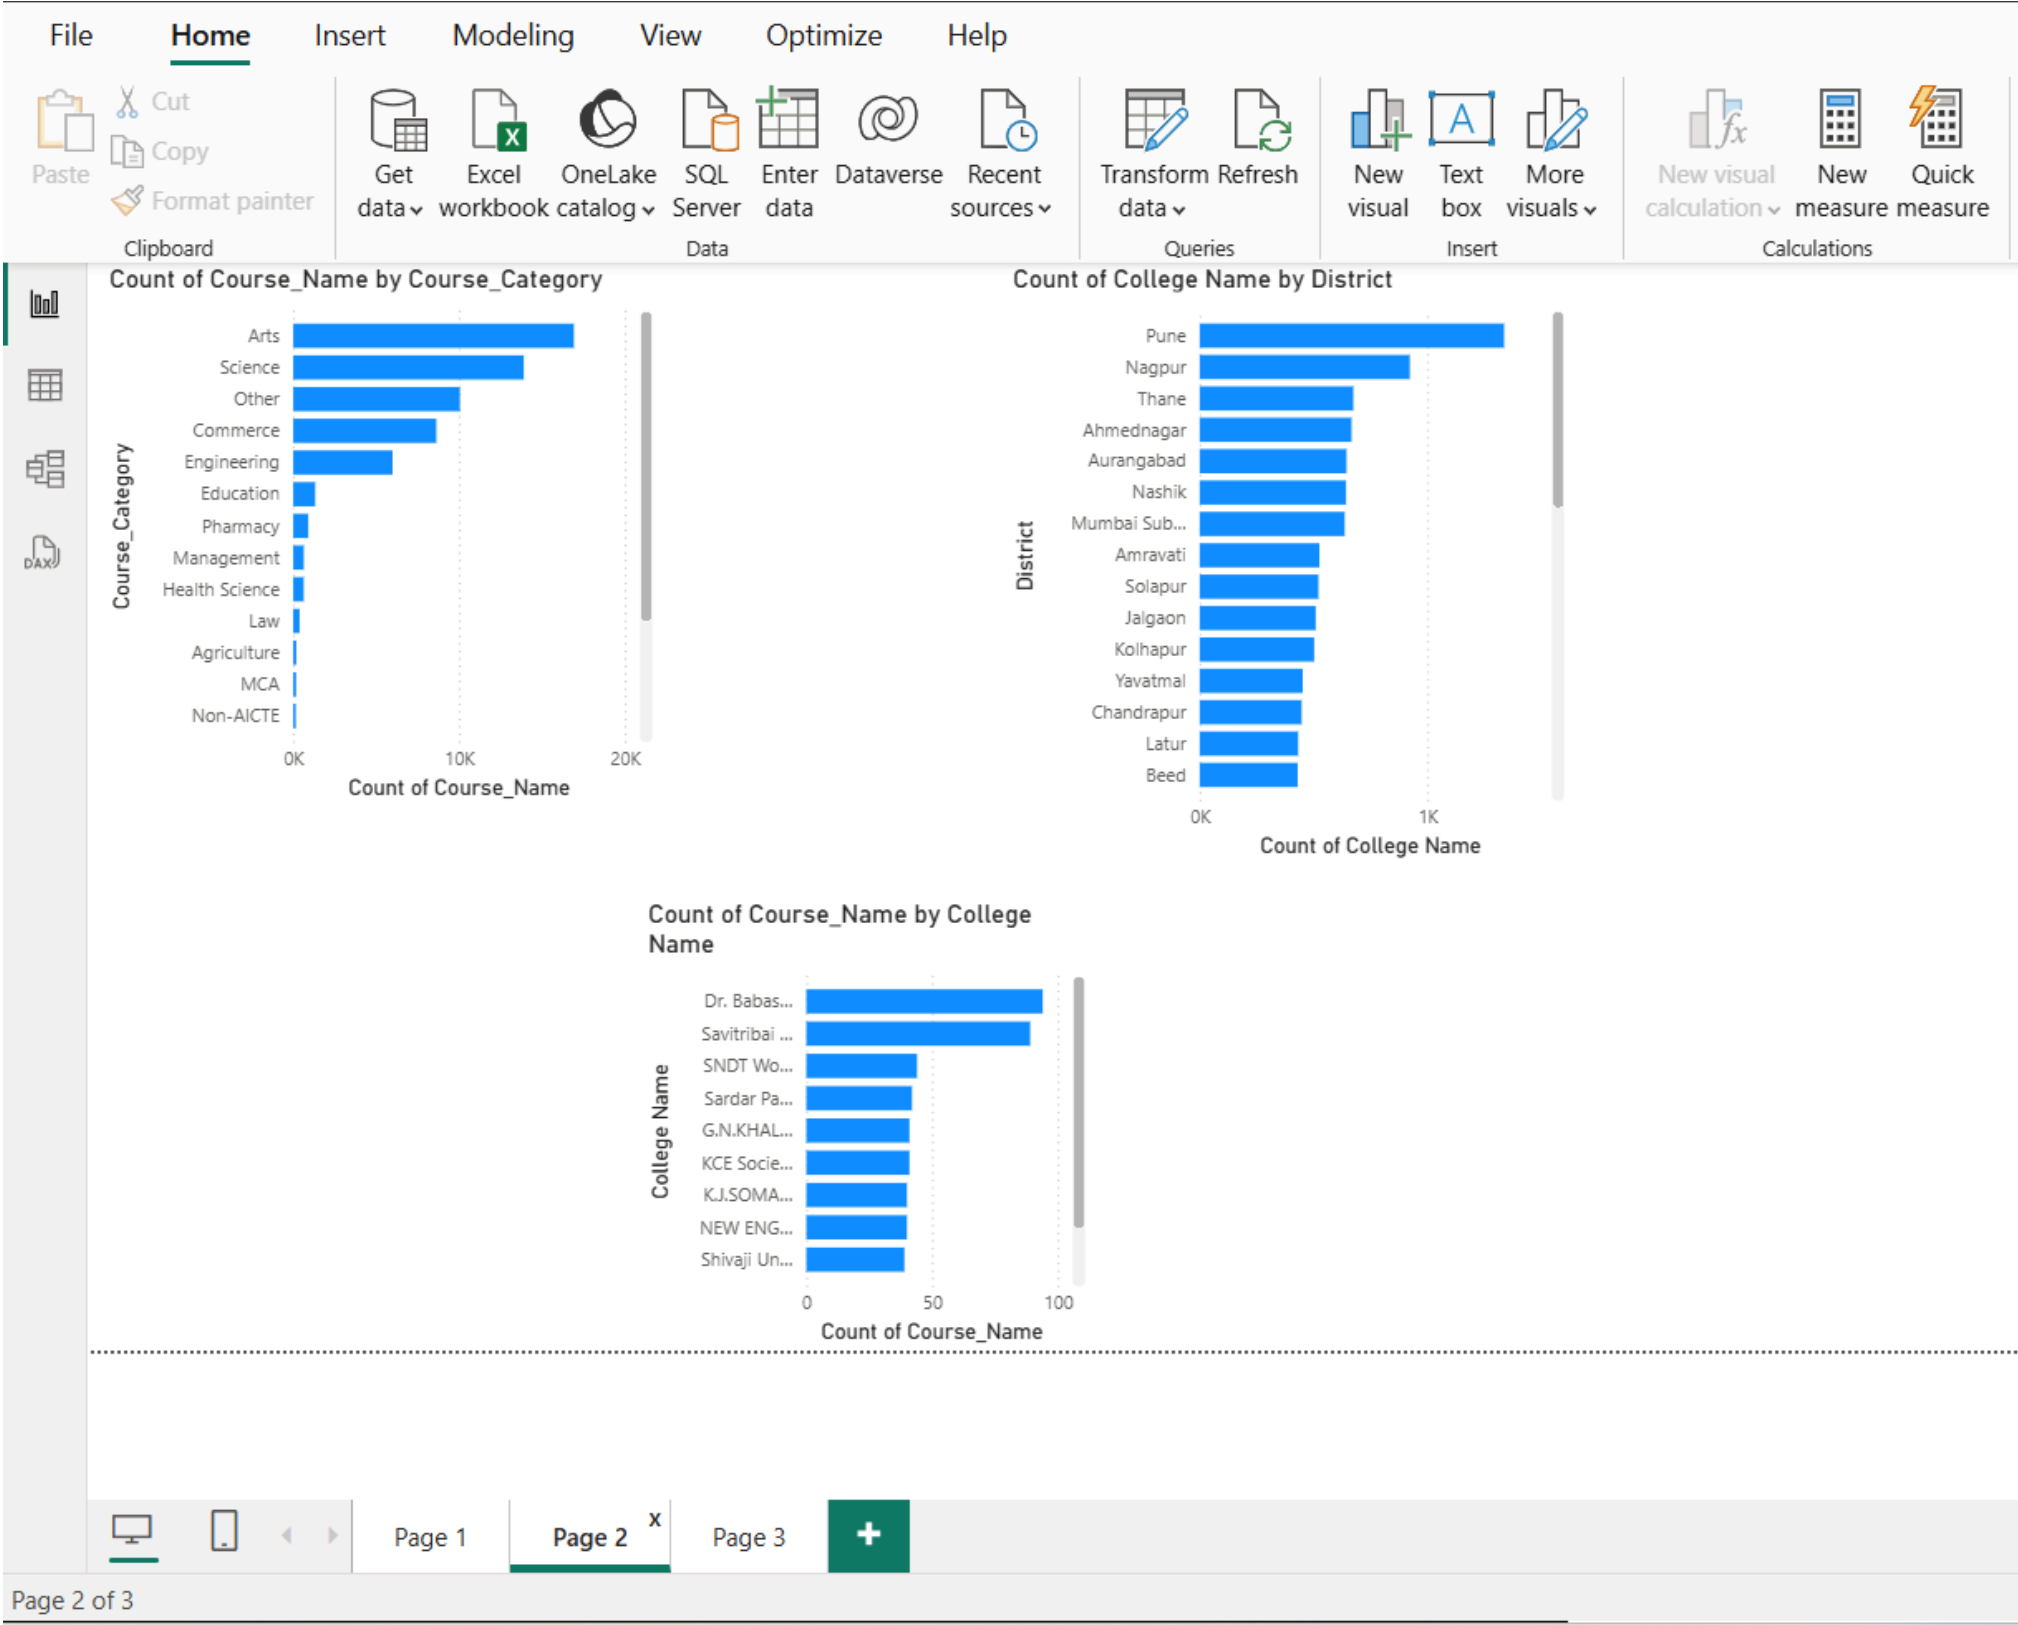 File Home Insert Modeling View Optimize Help
Paste
Cut
Copy
Format painter
Clipboard
Get data
Excel workbook
OneLake catalog
SQL Server
Enter data
Dataverse
Recent sources
Data
Transform data
Refresh
Queries
New visual
A
Text box
More visuals
Insert
fx
New visual calculation
New measure
Quick measure
Calculations
X
DAX
Count of Course_Name by Course_Category
Course_Category
Arts
Science
Other
Commerce
Engineering
Education
Pharmacy
Management
Health Science
Law
Agriculture
MCA
Non-AICTE
0K 10K 20K
Count of Course_Name
Count of College Name by District
District
Pune
Nagpur
Thane
Ahmednagar
Aurangabad
Nashik
Mumbai Sub...
Amravati
Solapur
Jalgaon
Kolhapur
Yavatmal
Chandrapur
Latur
Beed
0K 1K
Count of College Name
Count of Course_Name by College
Name
College Name
Dr. Babas...
Savitribai ...
SNDT Wo...
Sardar Pa...
G.N.KHAL...
KCE Socie...
K.J.SOMA...
NEW ENG...
Shivaji Un...
0 50 100
Count of Course_Name
Page 1 Page 2 x Page 3 +
Page 2 of 3